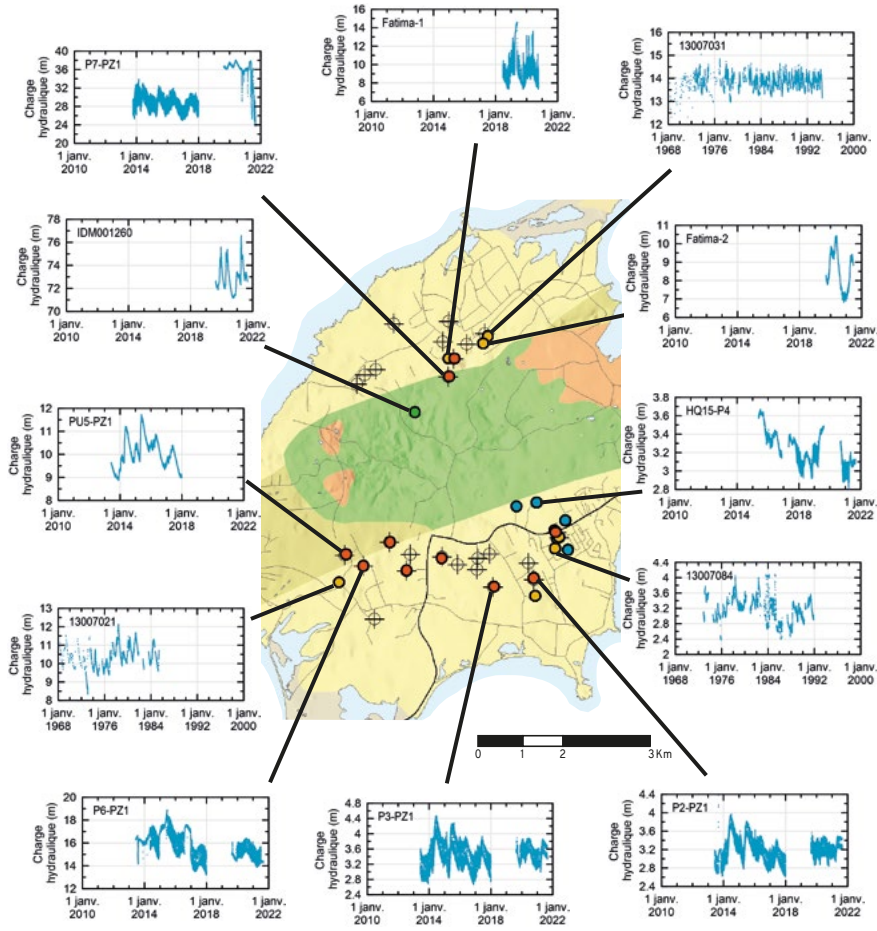 Fatima-1
Charge
hydraulique (m)
16
14
12
10
8
6
1 janv. 1 janv. 1 janv. 1 janv.
2010 2014 2018 2022
P7-PZ1
Charge
hydraulique (m)
40
36
32
28
24
20
1 janv. 1 janv. 1 janv. 1 janv.
2010 2014 2018 2022
13007031
Charge
hydraulique (m)
16
15
14
13
12
1 janv. 1 janv. 1 janv. 1 janv. 1 janv.
1968 1976 1984 1992 2000
IDM001260
Charge
hydraulique (m)
78
76
74
72
70
1 janv. 1 janv. 1 janv. 1 janv.
2010 2014 2018 2022
Fatima-2
Charge
hydraulique (m)
11
10
9
8
7
6
1 janv. 1 janv. 1 janv. 1 janv.
2010 2014 2018 2022
PU5-PZ1
Charge
hydraulique (m)
12
11
10
9
8
1 janv. 1 janv. 1 janv. 1 janv.
2010 2014 2018 2022
HQ15-P4
Charge
hydraulique (m)
3.8
3.6
3.4
3.2
3
2.8
1 janv. 1 janv. 1 janv. 1 janv.
2010 2014 2018 2022
13007084
Charge
hydraulique (m)
4.4
4
3.6
3.2
2.8
2.4
2
1 janv. 1 janv. 1 janv. 1 janv. 1 janv.
1968 1976 1984 1992 2000
13007021
Charge
hydraulique (m)
13
12
11
10
9
8
1 janv. 1 janv. 1 janv. 1 janv. 1 janv.
1968 1976 1984 1992 2000
0 1 2 3 Km
P6-PZ1
Charge
hydraulique (m)
20
18
16
14
12
1 janv. 1 janv. 1 janv. 1 janv.
2010 2014 2018 2022
P3-PZ1
Charge
hydraulique (m)
4.8
4.4
4
3.6
3.2
2.8
2.4
1 janv. 1 janv. 1 janv. 1 janv.
2010 2014 2018 2022
P2-PZ1
Charge
hydraulique (m)
4.4
4
3.6
3.2
2.8
2.4
1 janv. 1 janv. 1 janv. 1 janv.
2010 2014 2018 2022